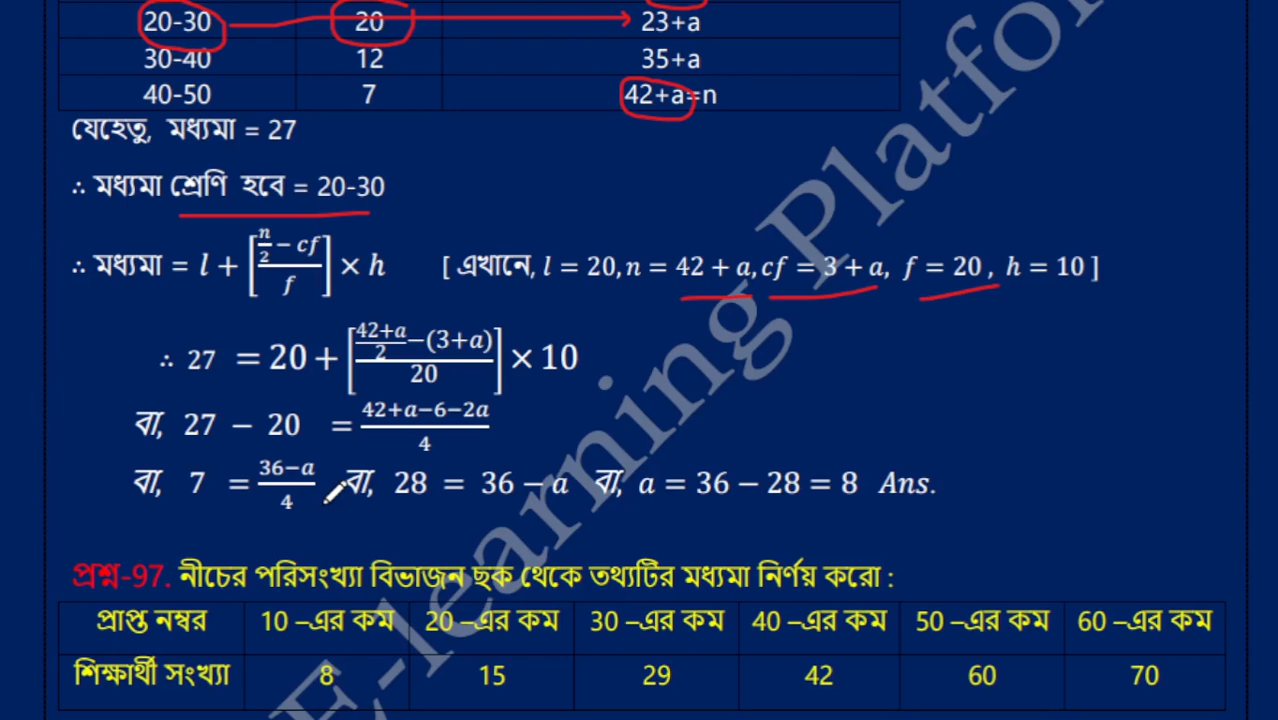 20-30 20 23+a
30-40 12 35+a
40-50 7 42+a=n
যেহেতু, মধ্যমা = 27
∴ মধ্যমা শ্রেণি হবে = 20-30
∴ মধ্যমা = l + [(n/2 − cf)/f] × h [ এখানে, l = 20, n = 42 + a, cf = 3 + a, f = 20 , h = 10 ]
∴ 27 = 20 + [((42+a)/2 −(3+a))/20] × 10
বা, 27 − 20 = (42+a−6−2a)/4
বা, 7 = (36−a)/4 বা, 28 = 36 − a বা, a = 36 − 28 = 8 Ans.
প্রশ্ন-97. নীচের পরিসংখ্যা বিভাজন ছক থেকে তথ্যটির মধ্যমা নির্ণয় করো :
প্রাপ্ত নম্বর 10 –এর কম 20 –এর কম 30 –এর কম 40 –এর কম 50 –এর কম 60 –এর কম
শিক্ষার্থী সংখ্যা 8 15 29 42 60 70
E-learning Platfor